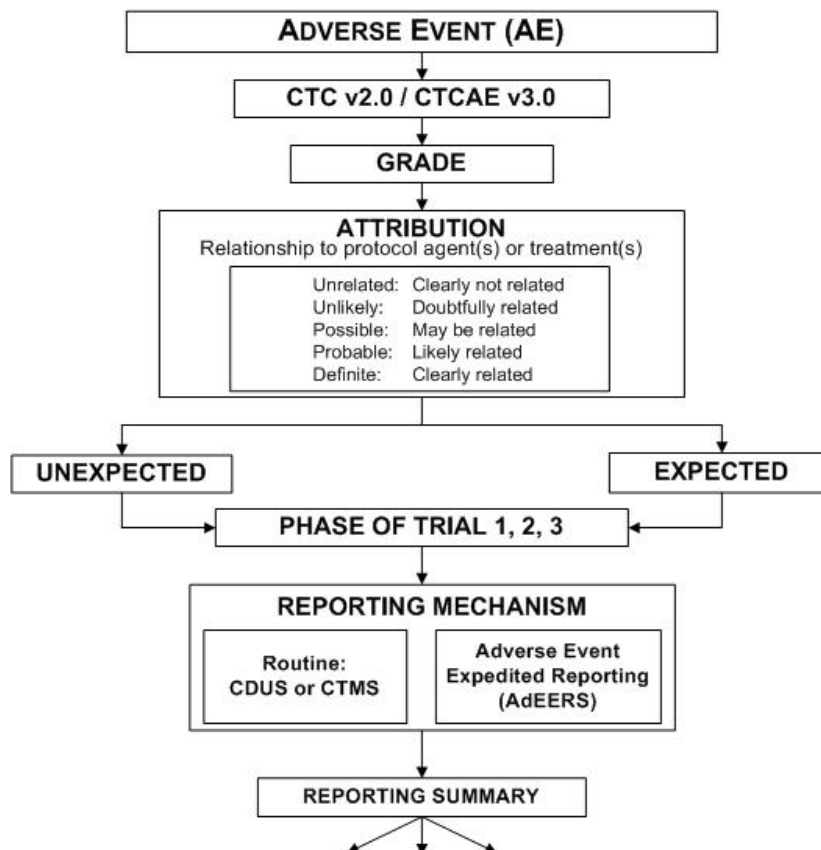 ADVERSE EVENT (AE)
CTC v2.0 / CTCAE v3.0
GRADE
ATTRIBUTION
Relationship to protocol agent(s) or treatment(s)
Unrelated: Clearly not related
Unlikely: Doubtfully related
Possible: May be related
Probable: Likely related
Definite: Clearly related
UNEXPECTED
EXPECTED
PHASE OF TRIAL 1, 2, 3
REPORTING MECHANISM
Routine:
CDUS or CTMS
Adverse Event
Expedited Reporting
(AdEERS)
REPORTING SUMMARY